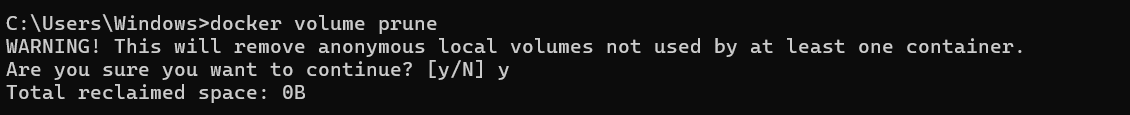 C:\Users\Windows>docker volume prune
WARNING! This will remove anonymous local volumes not used by at least one container.
Are you sure you want to continue? [y/N] y
Total reclaimed space: 0B